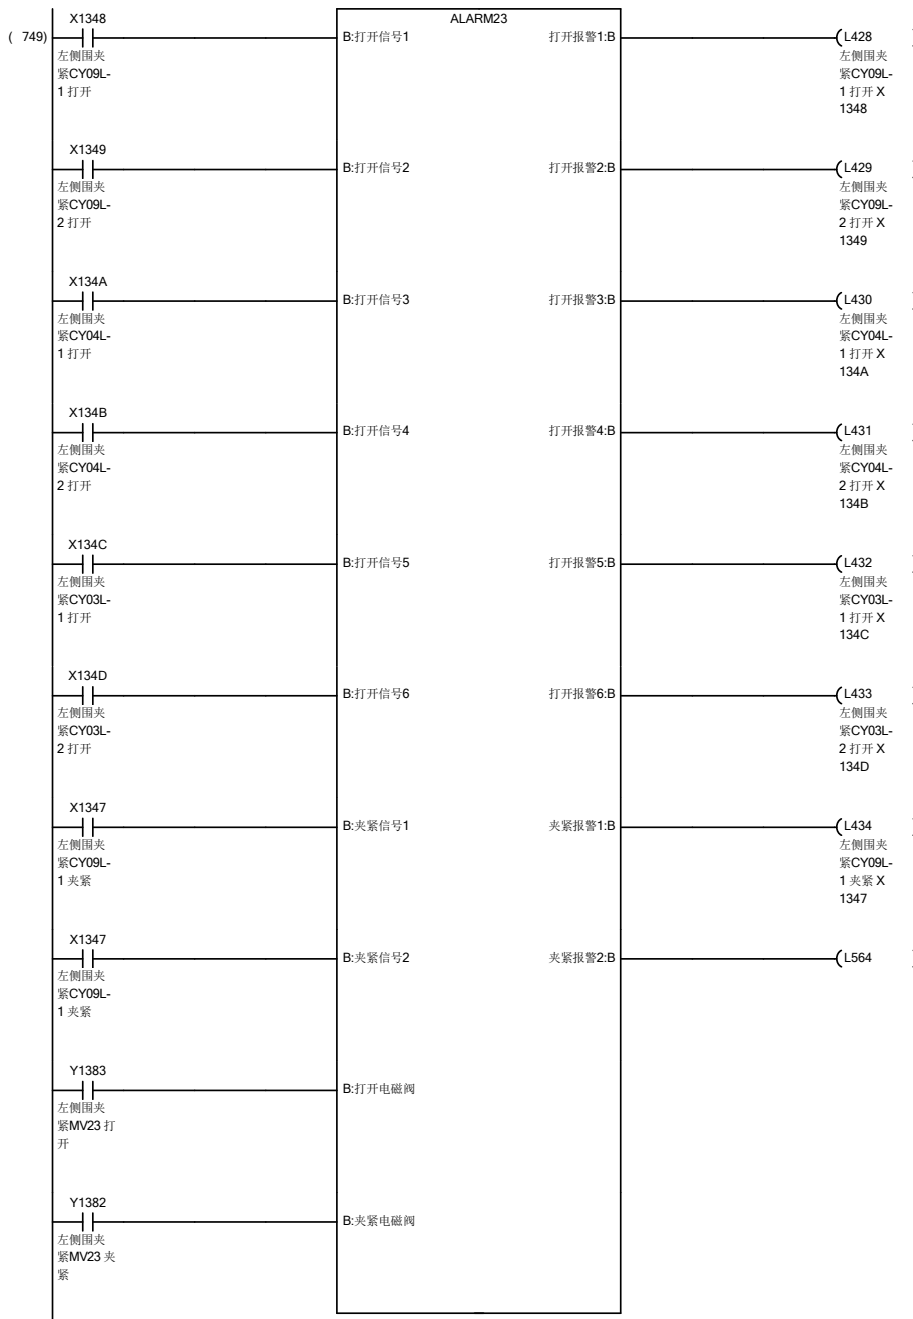 X1348
ALARM23
( 749)
B:打开信号1
打开报警1:B
L428
左侧围夹
紧CY09L-
1 打开
左侧围夹
紧CY09L-
1 打开 X
1348
X1349
B:打开信号2
打开报警2:B
L429
左侧围夹
紧CY09L-
2 打开
左侧围夹
紧CY09L-
2 打开 X
1349
X134A
B:打开信号3
打开报警3:B
L430
左侧围夹
紧CY04L-
1 打开
左侧围夹
紧CY04L-
1 打开 X
134A
X134B
B:打开信号4
打开报警4:B
L431
左侧围夹
紧CY04L-
2 打开
左侧围夹
紧CY04L-
2 打开 X
134B
X134C
B:打开信号5
打开报警5:B
L432
左侧围夹
紧CY03L-
1 打开
左侧围夹
紧CY03L-
1 打开 X
134C
X134D
B:打开信号6
打开报警6:B
L433
左侧围夹
紧CY03L-
2 打开
左侧围夹
紧CY03L-
2 打开 X
134D
X1347
B:夹紧信号1
夹紧报警1:B
L434
左侧围夹
紧CY09L-
1 夹紧
左侧围夹
紧CY09L-
1 夹紧 X
1347
X1347
B:夹紧信号2
夹紧报警2:B
L564
左侧围夹
紧CY09L-
1 夹紧
Y1383
B:打开电磁阀
左侧围夹
紧MV23 打
开
Y1382
B:夹紧电磁阀
左侧围夹
紧MV23 夹
紧